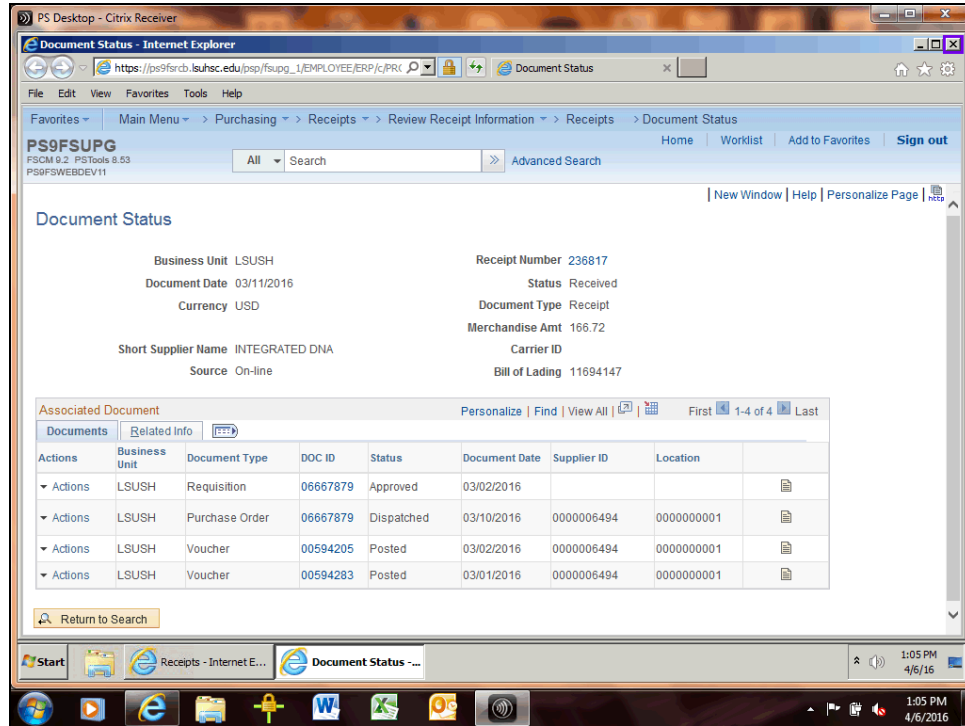 PS Desktop - Citrix Receiver
Document Status - Internet Explorer
https://ps9fsrcb.lsuhsc.edu/psp/fsupg_1/EMPLOYEE/ERP/c/PRC Document Status
File Edit View Favorites Tools Help
Favorites Main Menu > Purchasing > Receipts > Review Receipt Information > Receipts > Document Status
PS9FSUPG
FSCM 9.2 PSTools 8.53
PS9FSWEBDEV11
Home | Worklist | Add to Favorites | Sign out
All Search » Advanced Search
| New Window | Help | Personalize Page | http
Document Status
Business Unit LSUSH Receipt Number 236817
Document Date 03/11/2016 Status Received
Currency USD Document Type Receipt
Merchandise Amt 166.72
Short Supplier Name INTEGRATED DNA Carrier ID
Source On-line Bill of Lading 11694147
Associated Document Personalize | Find | View All | | First 1-4 of 4 Last
Documents Related Info
Actions Business Unit Document Type DOC ID Status Document Date Supplier ID Location
Actions LSUSH Requisition 06667879 Approved 03/02/2016
Actions LSUSH Purchase Order 06667879 Dispatched 03/10/2016 0000006494 0000000001
Actions LSUSH Voucher 00594205 Posted 03/02/2016 0000006494 0000000001
Actions LSUSH Voucher 00594283 Posted 03/01/2016 0000006494 0000000001
Return to Search
Start Receipts - Internet E... Document Status -... 1:05 PM
4/6/16
1:05 PM
4/6/2016